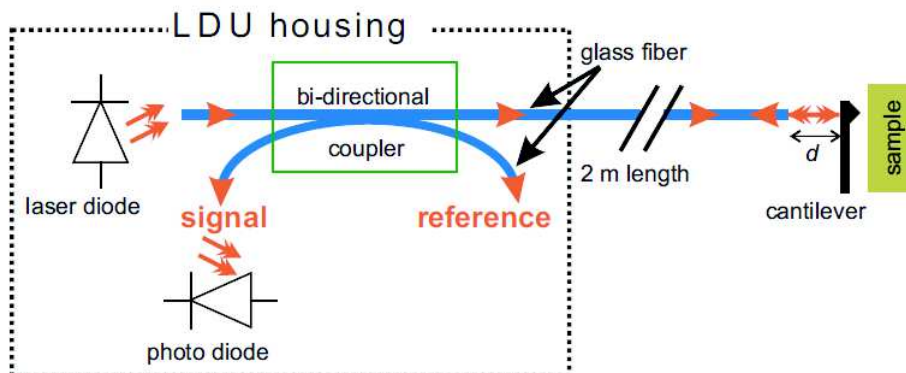 LDU housing
glass fiber
bi-directional
coupler
laser diode
signal
reference
2 m length
d
cantilever
sample
photo diode